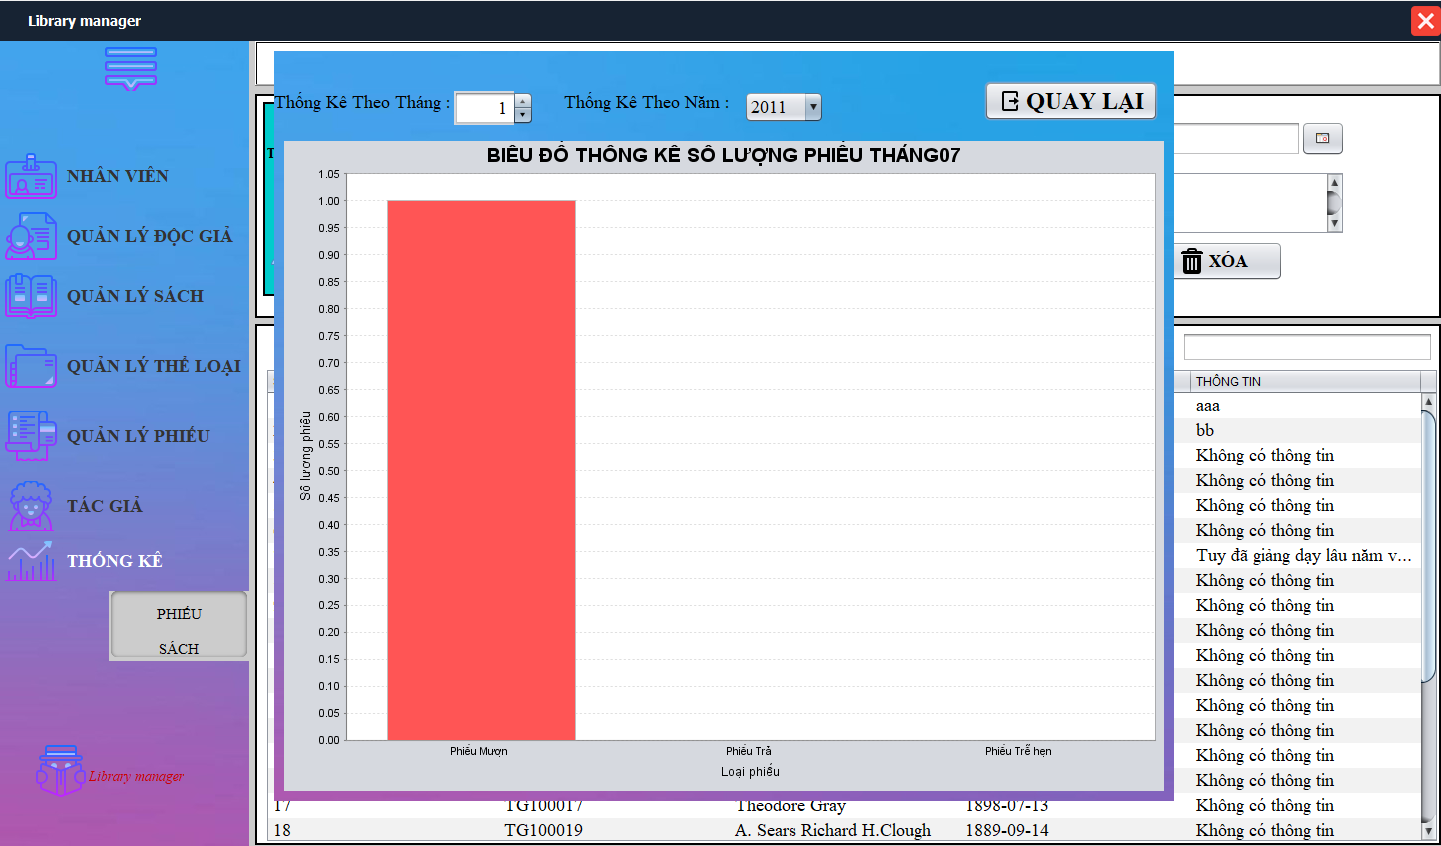 Library manager
NHÂN VIÊN
QUẢN LÝ ĐỘC GIẢ
QUẢN LÝ SÁCH
QUẢN LÝ THỂ LOẠI
QUẢN LÝ PHIẾU
TÁC GIẢ
THỐNG KÊ
PHIẾU
SÁCH
Library manager
Thống Kê Theo Tháng : 1
Thống Kê Theo Năm : 2011
QUAY LẠI
BIỂU ĐỒ THỐNG KÊ SỐ LƯỢNG PHIẾU THÁNG07
1.05
1.00
0.95
0.90
0.85
0.80
0.75
0.70
0.65
0.60
0.55
0.50
0.45
0.40
0.35
0.30
0.25
0.20
0.15
0.10
0.05
0.00
Số lượng phiếu
Phiếu Mượn
Phiếu Trả
Phiếu Trễ hẹn
Loại phiếu
XÓA
THÔNG TIN
aaa
bb
Không có thông tin
Không có thông tin
Không có thông tin
Không có thông tin
Tuy đã giảng dạy lâu năm v...
Không có thông tin
Không có thông tin
Không có thông tin
Không có thông tin
Không có thông tin
Không có thông tin
Không có thông tin
Không có thông tin
Không có thông tin
17 TG100017 Theodore Gray 1898-07-13 Không có thông tin
18 TG100019 A. Sears Richard H.Clough 1889-09-14 Không có thông tin